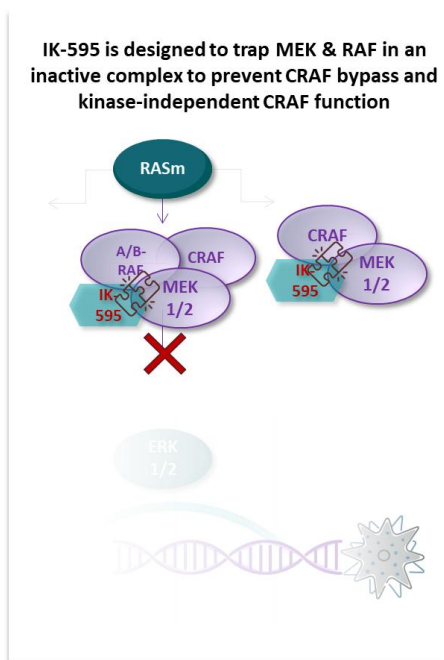 IK-595 is designed to trap MEK & RAF in an
inactive complex to prevent CRAF bypass and
kinase-independent CRAF function
RASm
A/B-
RAF
CRAF
IK-
595
MEK
1/2
CRAF
IK-
595
MEK
1/2
ERK
1/2